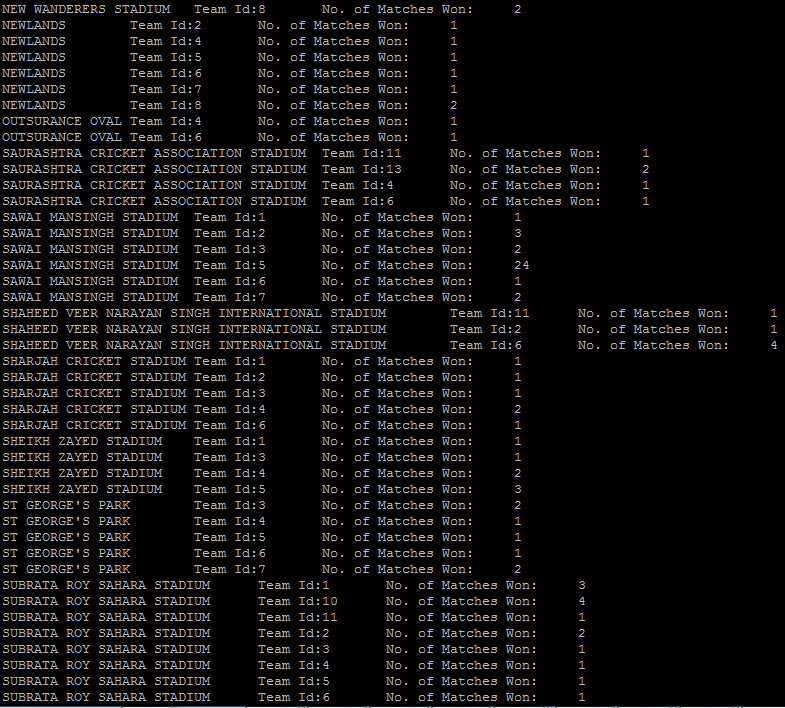 NEW WANDERERS STADIUM Team Id:8 No. of Matches Won: 2
NEWLANDS Team Id:2 No. of Matches Won: 1
NEWLANDS Team Id:4 No. of Matches Won: 1
NEWLANDS Team Id:5 No. of Matches Won: 1
NEWLANDS Team Id:6 No. of Matches Won: 1
NEWLANDS Team Id:7 No. of Matches Won: 1
NEWLANDS Team Id:8 No. of Matches Won: 2
OUTSURANCE OVAL Team Id:4 No. of Matches Won: 1
OUTSURANCE OVAL Team Id:6 No. of Matches Won: 1
SAURASHTRA CRICKET ASSOCIATION STADIUM Team Id:11 No. of Matches Won: 1
SAURASHTRA CRICKET ASSOCIATION STADIUM Team Id:13 No. of Matches Won: 2
SAURASHTRA CRICKET ASSOCIATION STADIUM Team Id:4 No. of Matches Won: 1
SAURASHTRA CRICKET ASSOCIATION STADIUM Team Id:6 No. of Matches Won: 1
SAWAI MANSINGH STADIUM Team Id:1 No. of Matches Won: 1
SAWAI MANSINGH STADIUM Team Id:2 No. of Matches Won: 3
SAWAI MANSINGH STADIUM Team Id:3 No. of Matches Won: 2
SAWAI MANSINGH STADIUM Team Id:5 No. of Matches Won: 24
SAWAI MANSINGH STADIUM Team Id:6 No. of Matches Won: 1
SAWAI MANSINGH STADIUM Team Id:7 No. of Matches Won: 2
SHAHEED VEER NARAYAN SINGH INTERNATIONAL STADIUM Team Id:11 No. of Matches Won: 1
SHAHEED VEER NARAYAN SINGH INTERNATIONAL STADIUM Team Id:2 No. of Matches Won: 1
SHAHEED VEER NARAYAN SINGH INTERNATIONAL STADIUM Team Id:6 No. of Matches Won: 4
SHARJAH CRICKET STADIUM Team Id:1 No. of Matches Won: 1
SHARJAH CRICKET STADIUM Team Id:2 No. of Matches Won: 1
SHARJAH CRICKET STADIUM Team Id:3 No. of Matches Won: 1
SHARJAH CRICKET STADIUM Team Id:4 No. of Matches Won: 2
SHARJAH CRICKET STADIUM Team Id:6 No. of Matches Won: 1
SHEIKH ZAYED STADIUM Team Id:1 No. of Matches Won: 1
SHEIKH ZAYED STADIUM Team Id:3 No. of Matches Won: 1
SHEIKH ZAYED STADIUM Team Id:4 No. of Matches Won: 2
SHEIKH ZAYED STADIUM Team Id:5 No. of Matches Won: 3
ST GEORGE'S PARK Team Id:3 No. of Matches Won: 2
ST GEORGE'S PARK Team Id:4 No. of Matches Won: 1
ST GEORGE'S PARK Team Id:5 No. of Matches Won: 1
ST GEORGE'S PARK Team Id:6 No. of Matches Won: 1
ST GEORGE'S PARK Team Id:7 No. of Matches Won: 2
SUBRATA ROY SAHARA STADIUM Team Id:1 No. of Matches Won: 3
SUBRATA ROY SAHARA STADIUM Team Id:10 No. of Matches Won: 4
SUBRATA ROY SAHARA STADIUM Team Id:11 No. of Matches Won: 1
SUBRATA ROY SAHARA STADIUM Team Id:2 No. of Matches Won: 2
SUBRATA ROY SAHARA STADIUM Team Id:3 No. of Matches Won: 1
SUBRATA ROY SAHARA STADIUM Team Id:4 No. of Matches Won: 1
SUBRATA ROY SAHARA STADIUM Team Id:5 No. of Matches Won: 1
SUBRATA ROY SAHARA STADIUM Team Id:6 No. of Matches Won: 1